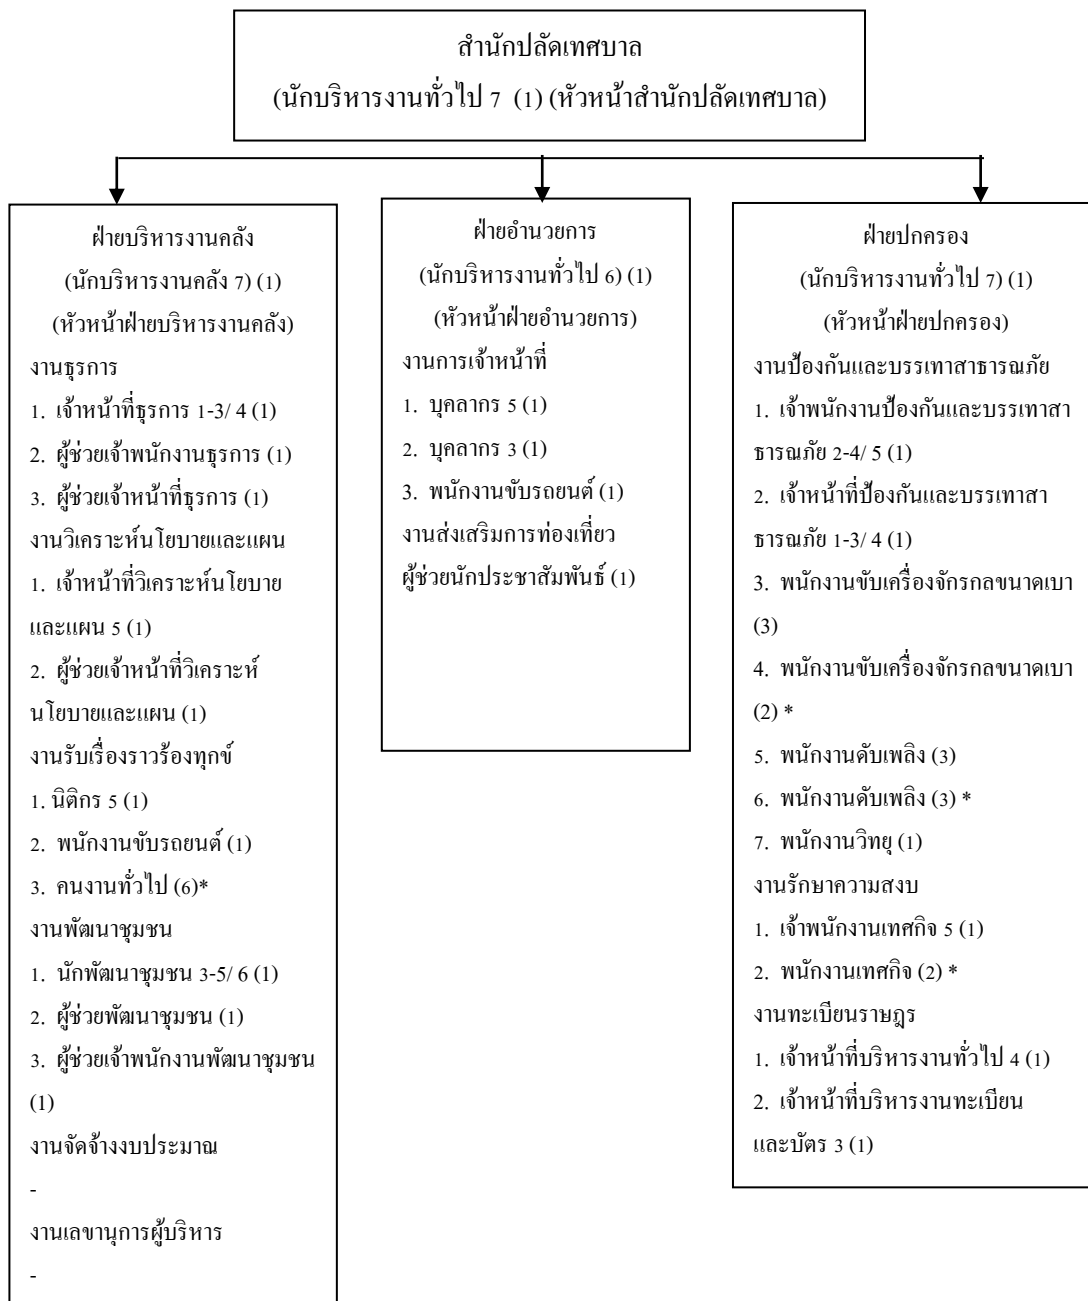 สำนักปลัดเทศบาล
(นักบริหารงานทั่วไป 7 (1) (หัวหน้าสำนักปลัดเทศบาล)
ฝ่ายบริหารงานคลัง
(นักบริหารงานคลัง 7) (1)
(หัวหน้าฝ่ายบริหารงานคลัง)
งานธุรการ
1. เจ้าหน้าที่ธุรการ 1-3/ 4 (1)
2. ผู้ช่วยเจ้าพนักงานธุรการ (1)
3. ผู้ช่วยเจ้าหน้าที่ธุรการ (1)
งานวิเคราะห์นโยบายและแผน
1. เจ้าหน้าที่วิเคราะห์นโยบาย
และแผน 5 (1)
2. ผู้ช่วยเจ้าหน้าที่วิเคราะห์
นโยบายและแผน (1)
งานรับเรื่องราวร้องทุกข์
1. นิติกร 5 (1)
2. พนักงานขับรถยนต์ (1)
3. คนงานทั่วไป (6)*
งานพัฒนาชุมชน
1. นักพัฒนาชุมชน 3-5/ 6 (1)
2. ผู้ช่วยพัฒนาชุมชน (1)
3. ผู้ช่วยเจ้าพนักงานพัฒนาชุมชน
(1)
งานจัดจ้างงบประมาณ
-
งานเลขานุการผู้บริหาร
-
ฝ่ายอำนวยการ
(นักบริหารงานทั่วไป 6) (1)
(หัวหน้าฝ่ายอำนวยการ)
งานการเจ้าหน้าที่
1. บุคลากร 5 (1)
2. บุคลากร 3 (1)
3. พนักงานขับรถยนต์ (1)
งานส่งเสริมการท่องเที่ยว
ผู้ช่วยนักประชาสัมพันธ์ (1)
ฝ่ายปกครอง
(นักบริหารงานทั่วไป 7) (1)
(หัวหน้าฝ่ายปกครอง)
งานป้องกันและบรรเทาสาธารณภัย
1. เจ้าพนักงานป้องกันและบรรเทาสา
ธารณภัย 2-4/ 5 (1)
2. เจ้าหน้าที่ป้องกันและบรรเทาสา
ธารณภัย 1-3/ 4 (1)
3. พนักงานขับเครื่องจักรกลขนาดเบา
(3)
4. พนักงานขับเครื่องจักรกลขนาดเบา
(2) *
5. พนักงานดับเพลิง (3)
6. พนักงานดับเพลิง (3) *
7. พนักงานวิทยุ (1)
งานรักษาความสงบ
1. เจ้าพนักงานเทศกิจ 5 (1)
2. พนักงานเทศกิจ (2) *
งานทะเบียนราษฎร
1. เจ้าหน้าที่บริหารงานทั่วไป 4 (1)
2. เจ้าหน้าที่บริหารงานทะเบียน
และบัตร 3 (1)